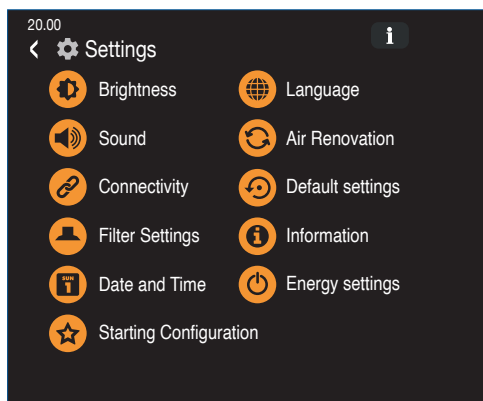 20.00
i
Settings
Brightness
Language
Sound
Air Renovation
Connectivity
Default settings
Filter Settings
i
Information
SUN
1
Date and Time
Energy settings
Starting Configuration